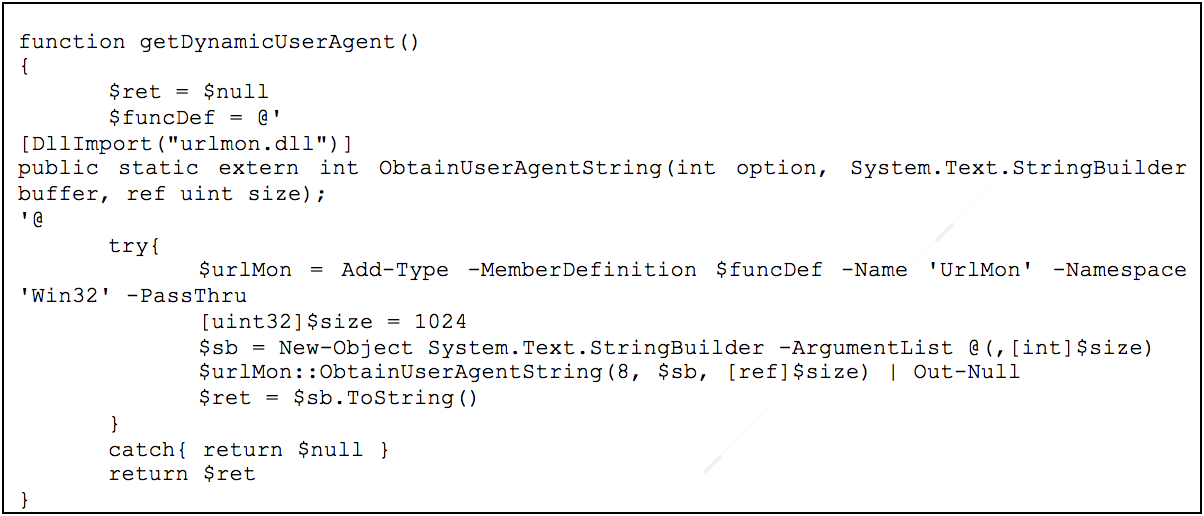 function getDynamicUserAgent()
{
$ret = $null
$funcDef = @'
[DllImport("urlmon.dll")]
public static extern int ObtainUserAgentString(int option, System.Text.StringBuilder
buffer, ref uint size);
'@
try{
$urlMon = Add-Type -MemberDefinition $funcDef -Name 'UrlMon' -Namespace
'Win32' -PassThru
[uint32]$size = 1024
$sb = New-Object System.Text.StringBuilder -ArgumentList @(,[int]$size)
$urlMon::ObtainUserAgentString(8, $sb, [ref]$size) | Out-Null
$ret = $sb.ToString()
}
catch{ return $null }
return $ret
}